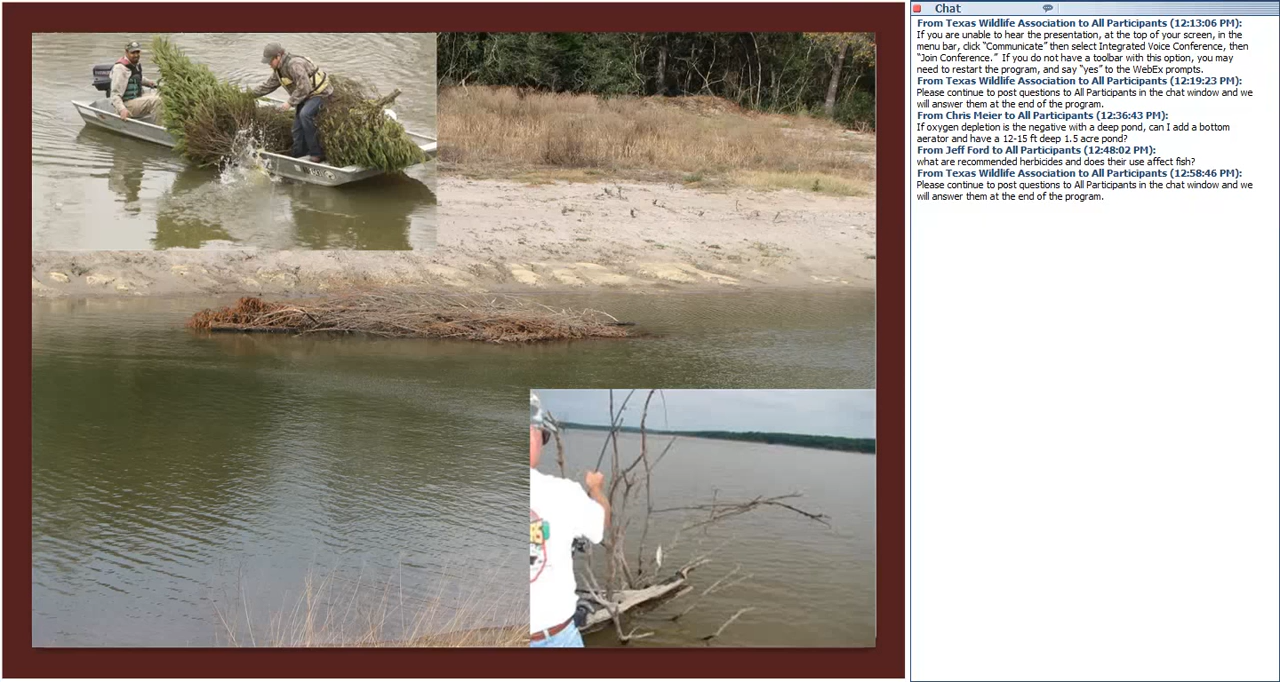 Chat
From Texas Wildlife Association to All Participants (12:13:06 PM):
If you are unable to hear the presentation, at the top of your screen, in the
menu bar, click "Communicate" then select Integrated Voice Conference, then
"Join Conference." If you do not have a toolbar with this option, you may
need to restart the program, and say "yes" to the WebEx prompts.
From Texas Wildlife Association to All Participants (12:19:23 PM):
Please continue to post questions to All Participants in the chat window and we
will answer them at the end of the program.
From Chris Meier to All Participants (12:36:43 PM):
If oxygen depletion is the negative with a deep pond, can I add a bottom
aerator and have a 12-15 ft deep 1.5 acre pond?
From Jeff Ford to All Participants (12:48:02 PM):
what are recommended herbicides and does their use affect fish?
From Texas Wildlife Association to All Participants (12:58:46 PM):
Please continue to post questions to All Participants in the chat window and we
will answer them at the end of the program.